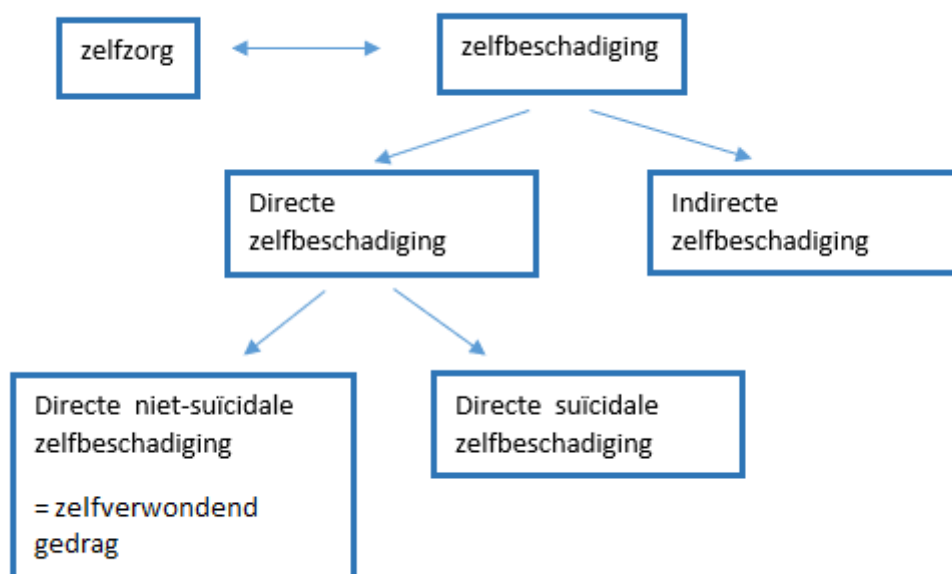 zelfzorg
zelfbeschadiging
Directe
zelfbeschadiging
Indirecte
zelfbeschadiging
Directe niet-suïcidale
zelfbeschadiging
= zelfverwondend
gedrag
Directe suïcidale
zelfbeschadiging